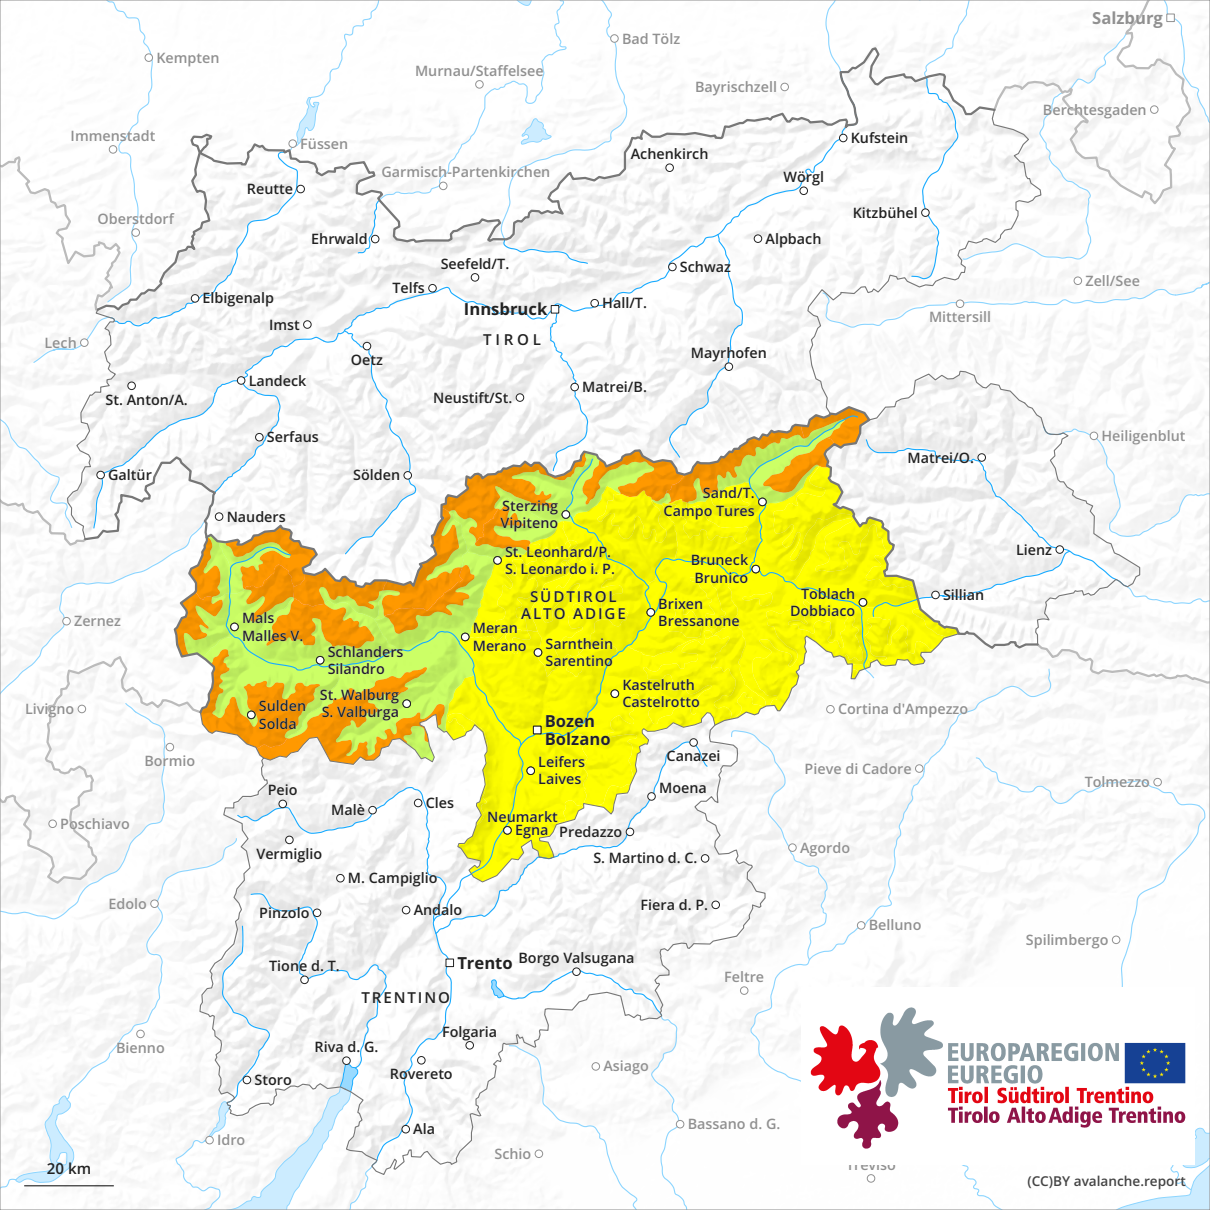 Salzburg
Bad Tölz
Kempten
Murnau/Staffelsee
Bayrischzell
Berchtesgaden
Immenstadt
Füssen
Kufstein
Achenkirch
Garmisch-Partenkirchen
Wörgl
Reutte
Kitzbühel
Oberstdorf
Ehrwald
Alpbach
Seefeld/T.
Schwaz
Zell/See
Telfs
Elbigenalp
Hall/T.
Innsbruck
Mittersill
Imst
TIROL
Lech
Oetz
Mayrhofen
Landeck
Matrei/B.
St. Anton/A.
Neustift/St.
Serfaus
Heiligenblut
Matrei/O.
Galtür
Sölden
Sand/T.
Campo Tures
Sterzing
Vipiteno
Nauders
St. Leonhard/P.
S. Leonardo i. P.
Lienz
Bruneck
Brunico
SÜDTIROL
ALTO ADIGE
Toblach
Dobbiaco
Sillian
Brixen
Bressanone
Zernez
Mals
Malles V.
Meran
Merano
Sarnthein
Sarentino
Schlanders
Silandro
Kastelruth
Castelrotto
St. Walburg
S. Valburga
Sulden
Solda
Livigno
Cortina d'Ampezzo
Bozen
Bolzano
Bormio
Canazei
Leifers
Laives
Pieve di Cadore
Tolmezzo
Peio
Moena
Malè
Cles
Neumarkt
Egna
Predazzo
Poschiavo
Vermiglio
S. Martino d. C.
Agordo
M. Campiglio
Edolo
Pinzolo
Andalo
Fiera d. P.
Belluno
Spilimbergo
Trento
Borgo Valsugana
Tione d. T.
Feltre
TRENTINO
Folgaria
Bienno
Riva d. G.
Rovereto
Asiago
Storo
EUROPAREGION
EUREGIO
Tirol Südtirol Trentino
Tirolo Alto Adige Trentino
Ala
Bassano d. G.
Idro
Schio
Treviso
20 km
(CC)BY avalanche.report